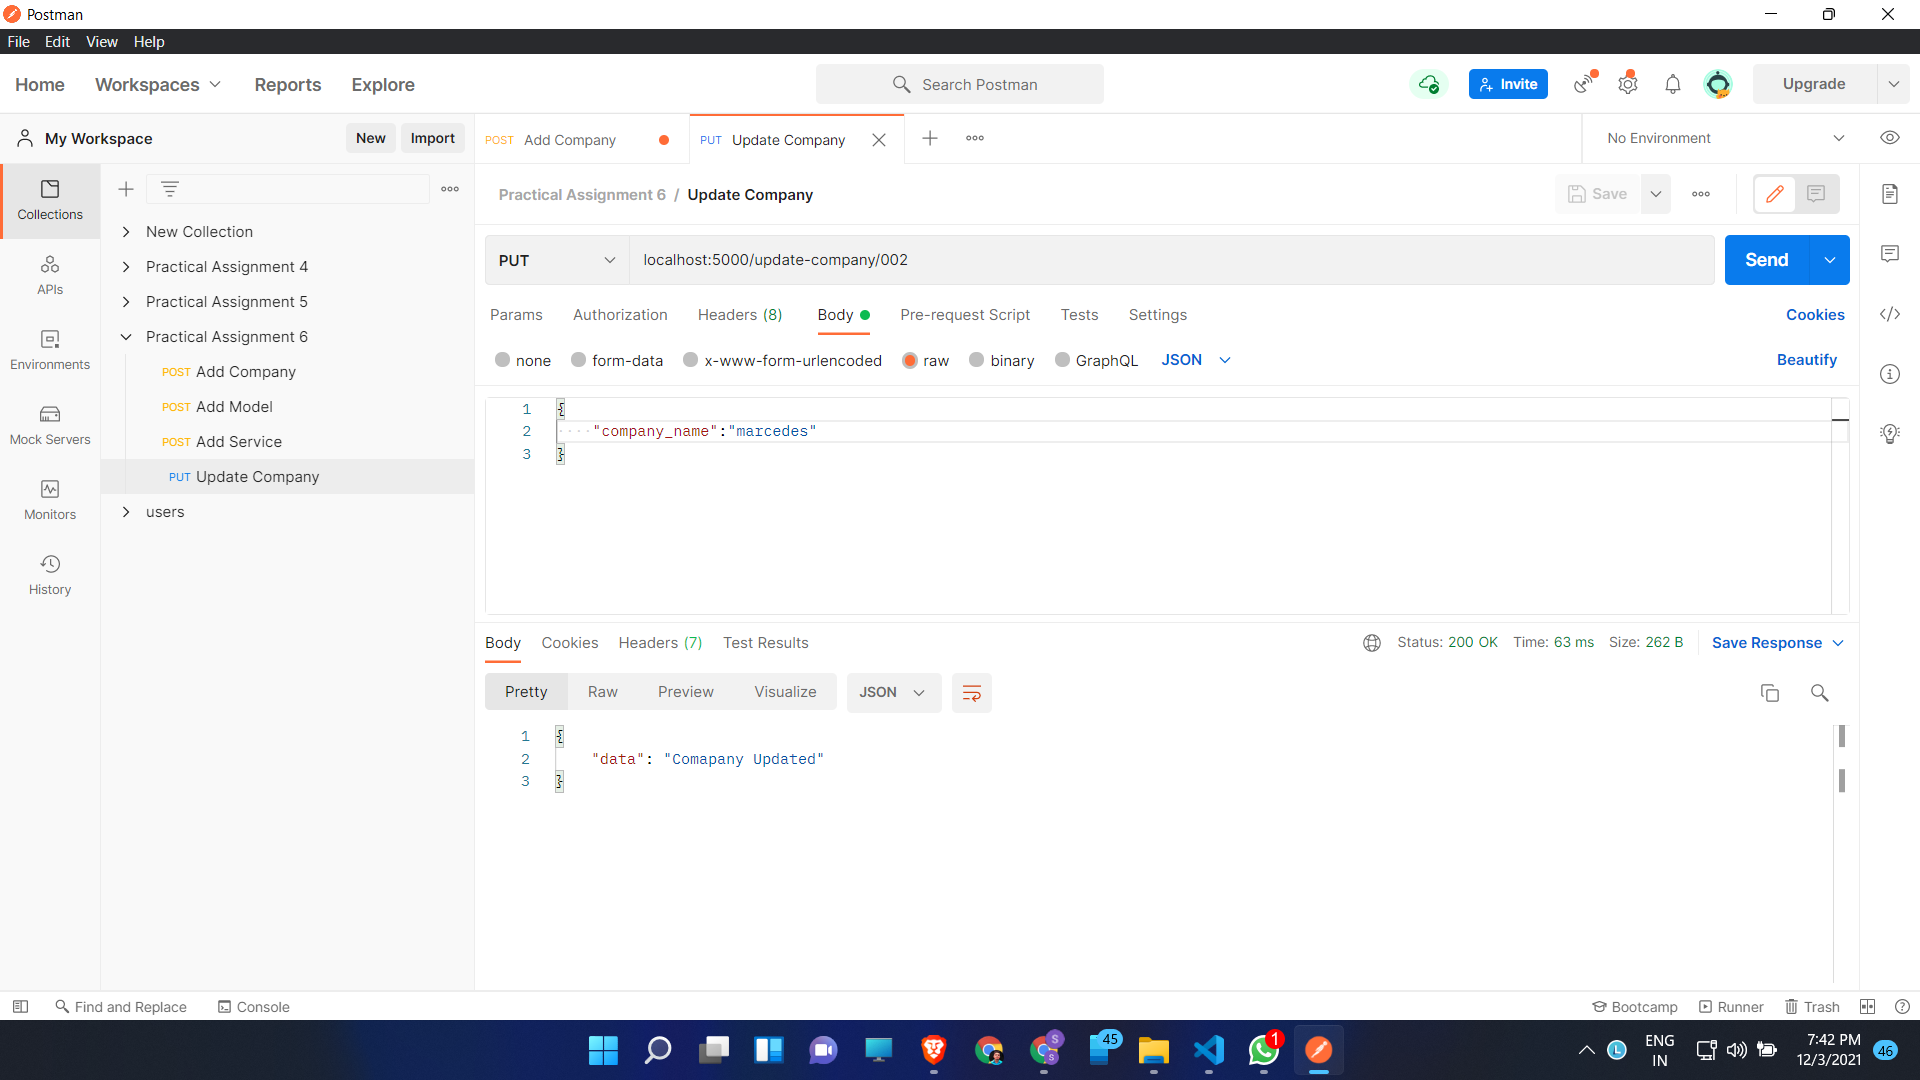 Postman
File Edit View Help
Home Workspaces Reports Explore Search Postman Invite Upgrade
My Workspace New Import POST Add Company PUT Update Company No Environment
Collections
APIs
Environments
Mock Servers
Monitors
History
New Collection
Practical Assignment 4
Practical Assignment 5
Practical Assignment 6
POST Add Company
POST Add Model
POST Add Service
PUT Update Company
users
Practical Assignment 6 / Update Company Save
PUT localhost:5000/update-company/002 Send
Params Authorization Headers (8) Body Pre-request Script Tests Settings Cookies
none form-data x-www-form-urlencoded raw binary GraphQL JSON Beautify
1 {
2 "company_name":"marcedes"
3 }
Body Cookies Headers (7) Test Results Status: 200 OK Time: 63 ms Size: 262 B Save Response
Pretty Raw Preview Visualize JSON
1 {
2 "data": "Comapany Updated"
3 }
Find and Replace Console Bootcamp Runner Trash
S S 45 1 L ENG IN 7:42 PM 12/3/2021 46